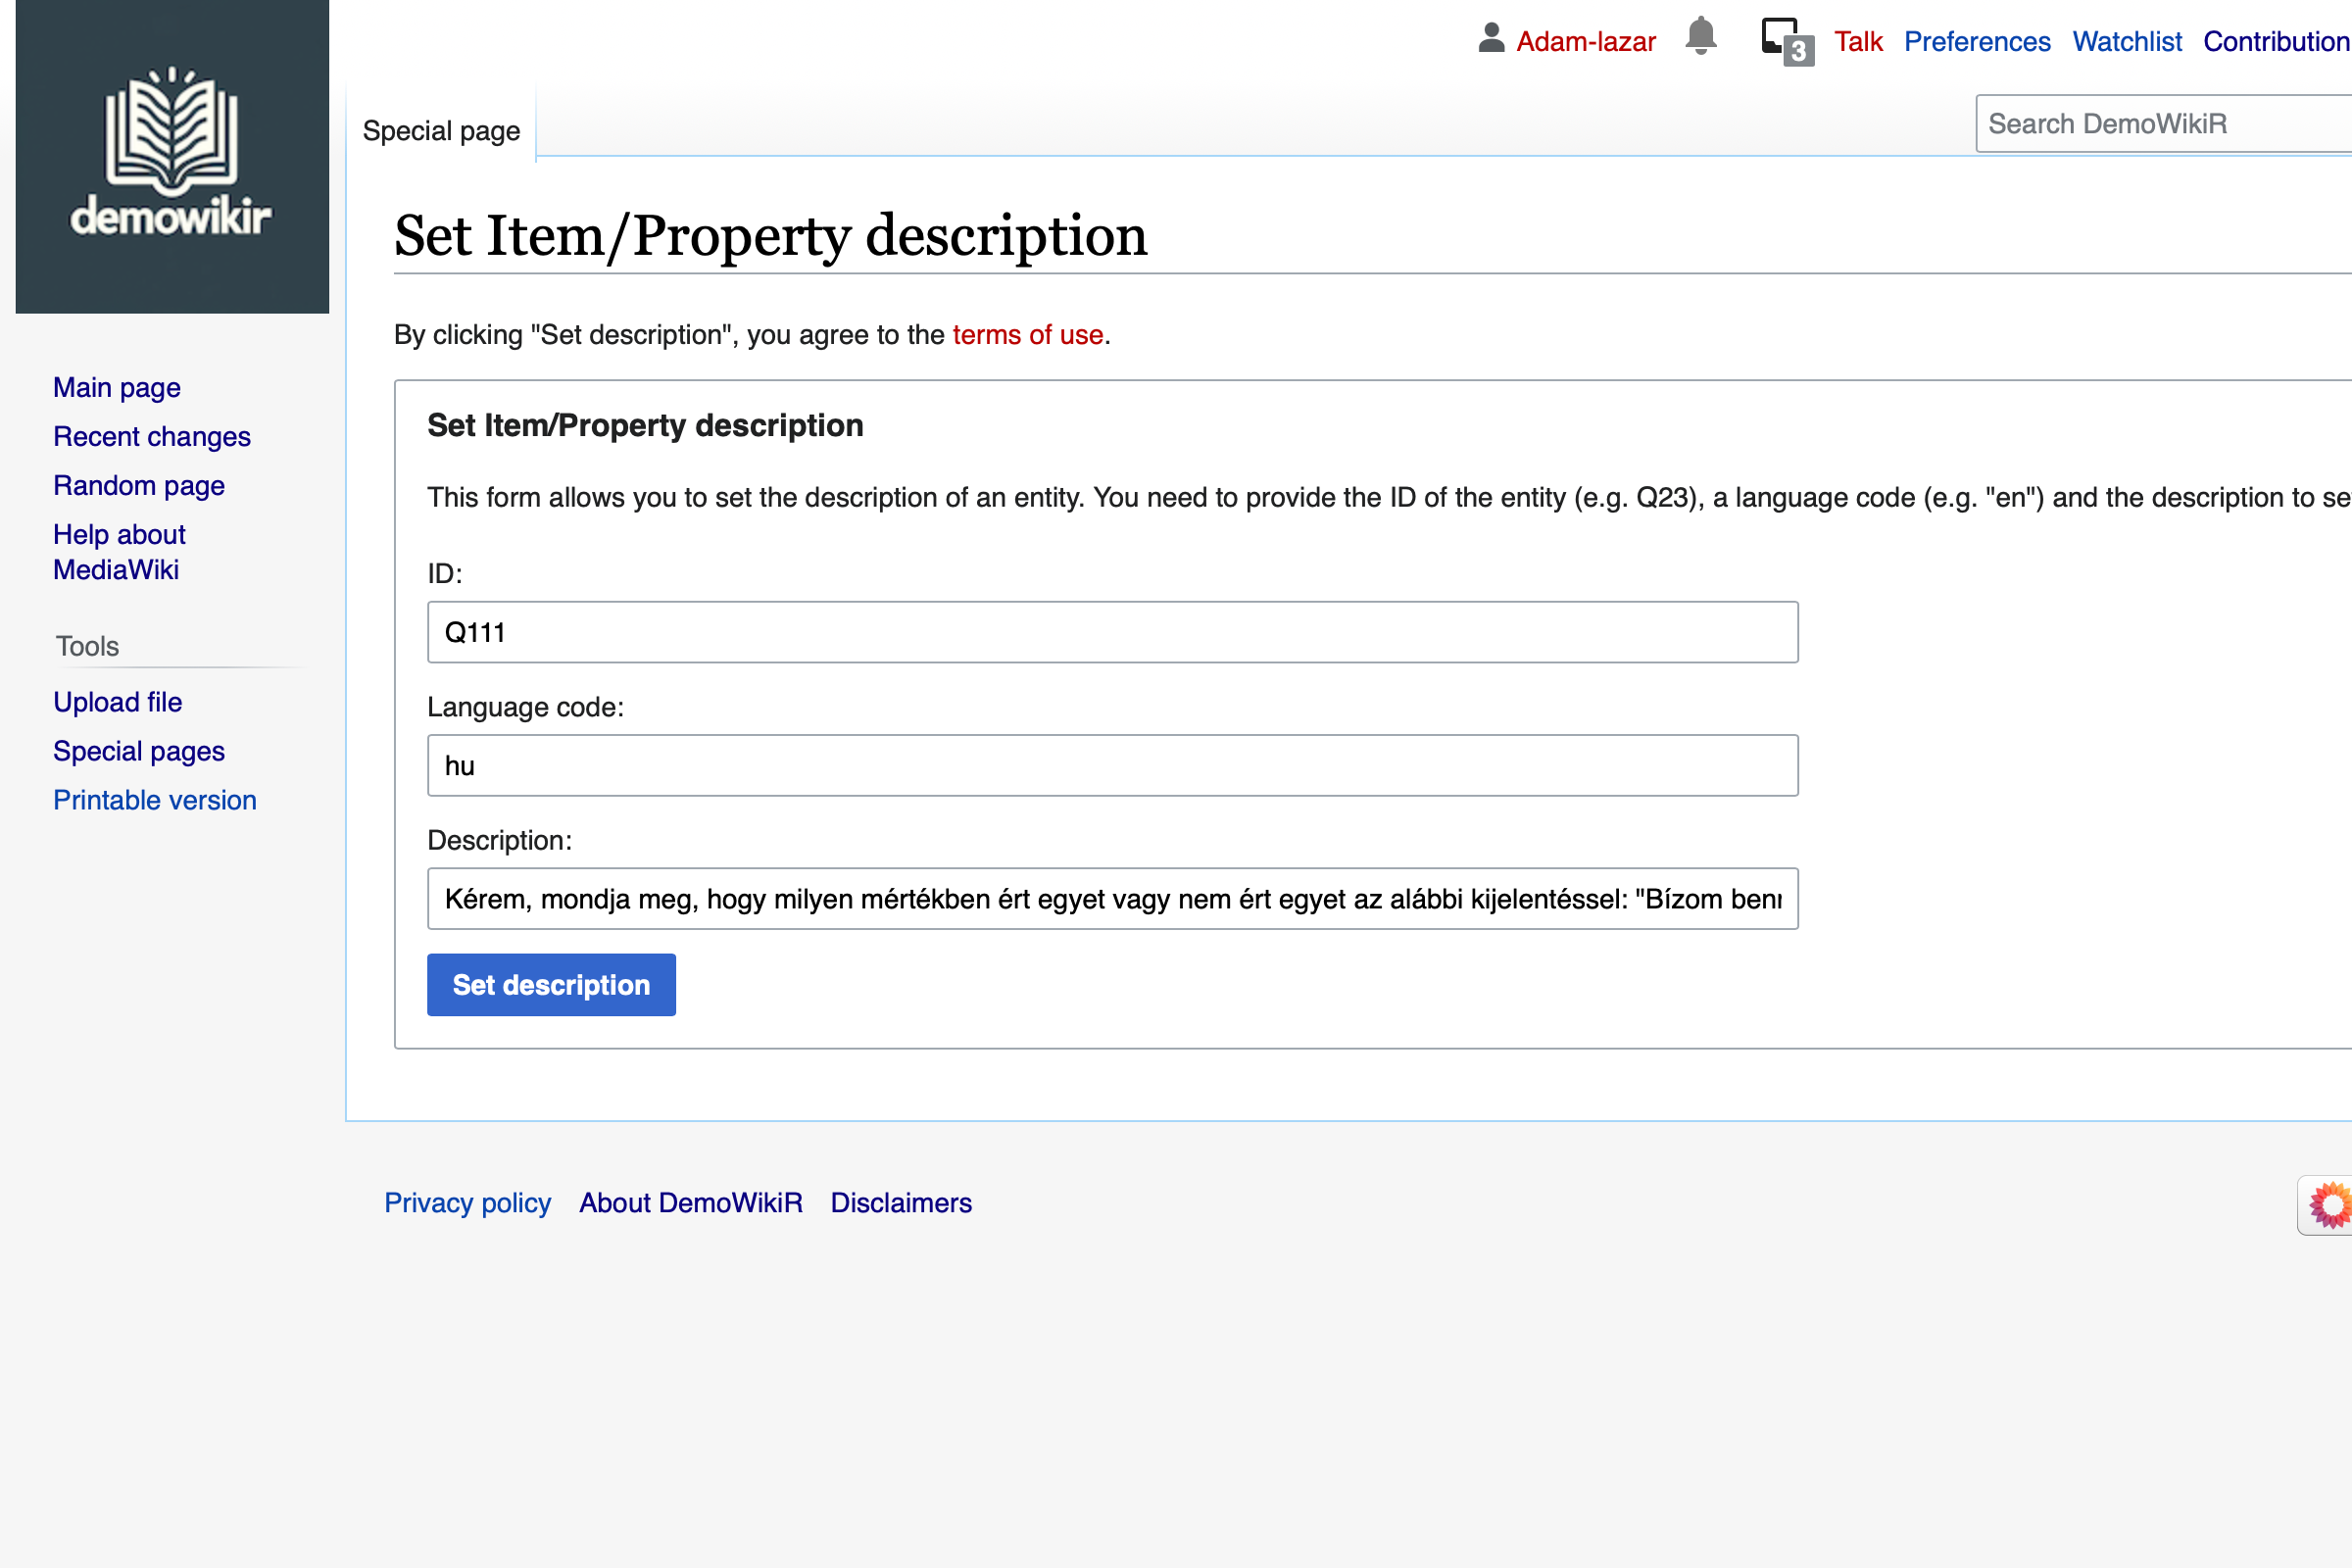 demowikir
Adam-lazar 3 Talk Preferences Watchlist Contribution
Special page
Search DemoWikiR
Set Item/Property description
By clicking "Set description", you agree to the terms of use.
Main page
Recent changes
Random page
Help about
MediaWiki
Tools
Upload file
Special pages
Printable version
Set Item/Property description
This form allows you to set the description of an entity. You need to provide the ID of the entity (e.g. Q23), a language code (e.g. "en") and the description to se
ID:
Q111
Language code:
hu
Description:
Kérem, mondja meg, hogy milyen mértékben ért egyet vagy nem ért egyet az alábbi kijelentéssel: "Bízom
Set description
Privacy policy About DemoWikiR Disclaimers